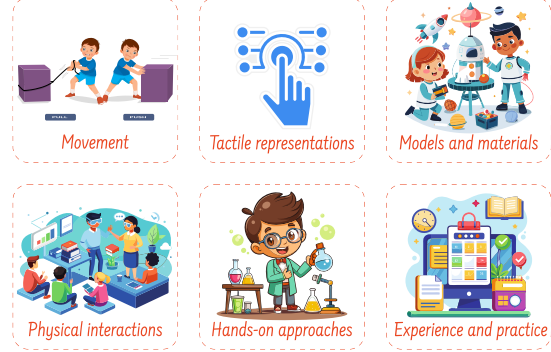 PULL
PUSH
Movement
Tactile representations
Models and materials
Physical interactions
Hands-on approaches
Experience and practice